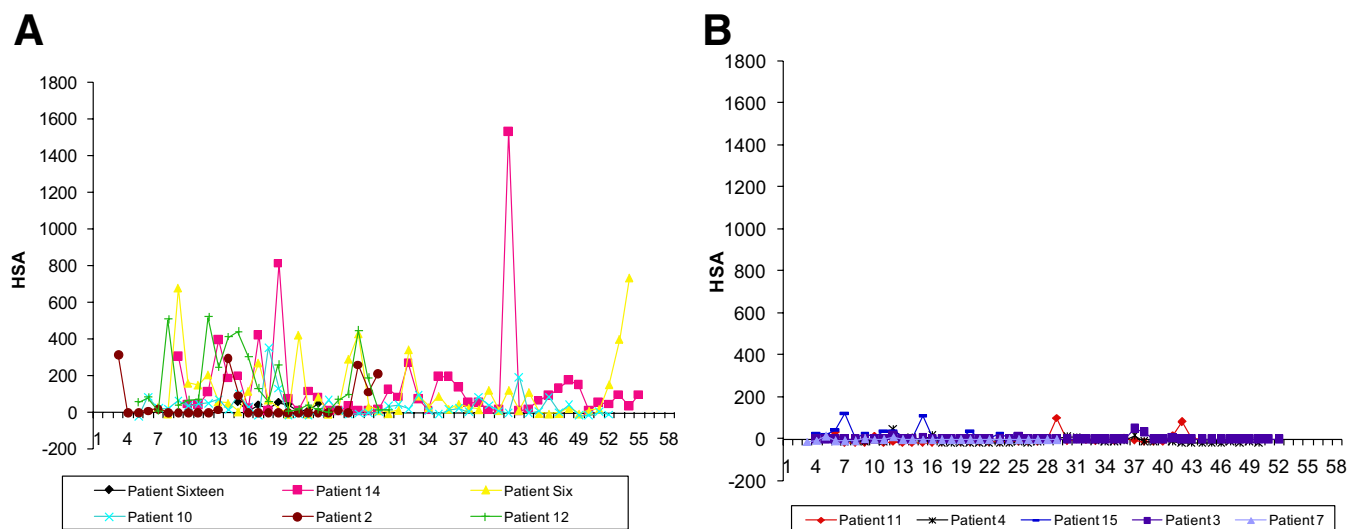 A
1800
1600
1400
1200
1000
800
600
400
200
0
-200
HSA
1 4 7 10 13 16 19 22 25 28 31 34 37 40 43 46 49 52 55 58
Patient Sixteen Patient 14 Patient Six
Patient 10 Patient 2 Patient 12
B
1800
1600
1400
1200
1000
800
600
400
200
0
-200
HSA
1 4 7 10 13 16 19 22 25 28 31 34 37 40 43 46 49 52 55 58
Patient 11 Patient 4 Patient 15 Patient 3 Patient 7